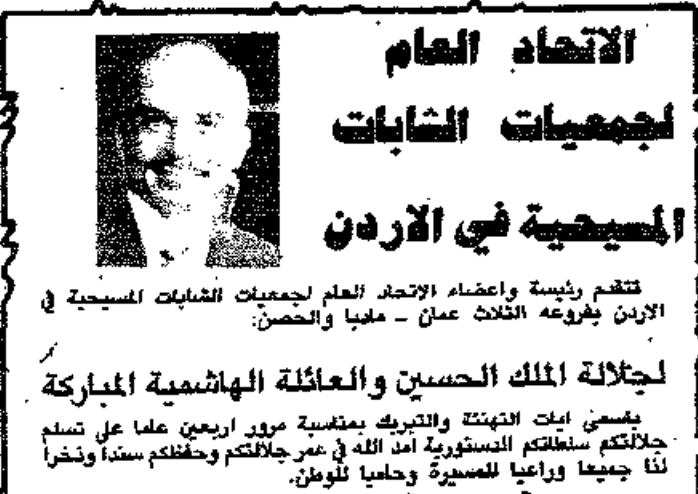 الاتحاد العام
لجمعيات الشابات
المسيحية في الاردن
تتقدم رئيسة واعضاء الاتحاد العام لجمعيات الشابات المسيحية في
الاردن بفروعه الثلاث عمان - مادبا والحصن:
لجلالة الملك الحسين والعائلة الهاشمية المباركة
باسمى ايات التهنئة والتبريك بمناسبة مرور اربعين عاما على تسلم
جلالتكم سلطاتكم الدستورية امد الله في عمر جلالتكم وحفظكم سندا وذخرا
لنا جميعا وراعيا للمسيرة وحاميا للوطن.